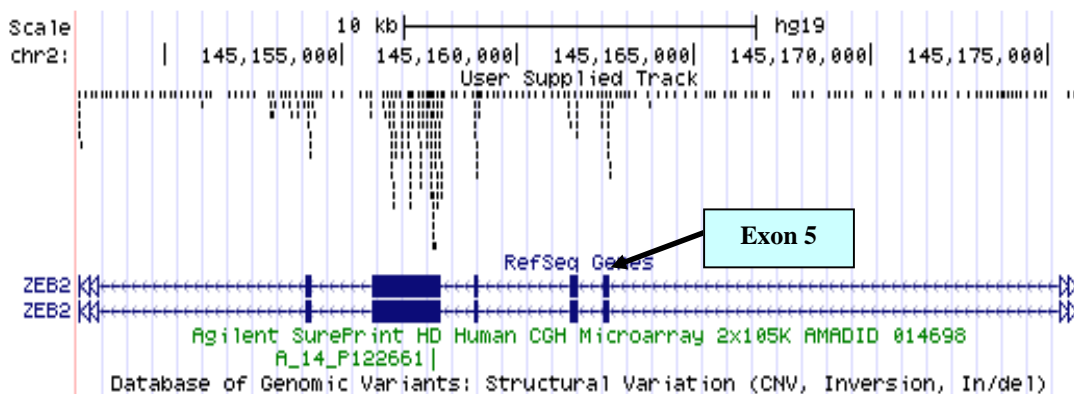 Scale 10 kb hg19
chr2: 145,155,000 145,160,000 145,165,000 145,170,000 145,175,000
User Supplied Track
Exon 5
RefSeq Genes
ZEB2
ZEB2
Agilent SurePrint HD Human CGH Microarray 2x105K AMADID 014698
A_14_P122661
Database of Genomic Variants: Structural Variation (CNV, Inversion, In/del)